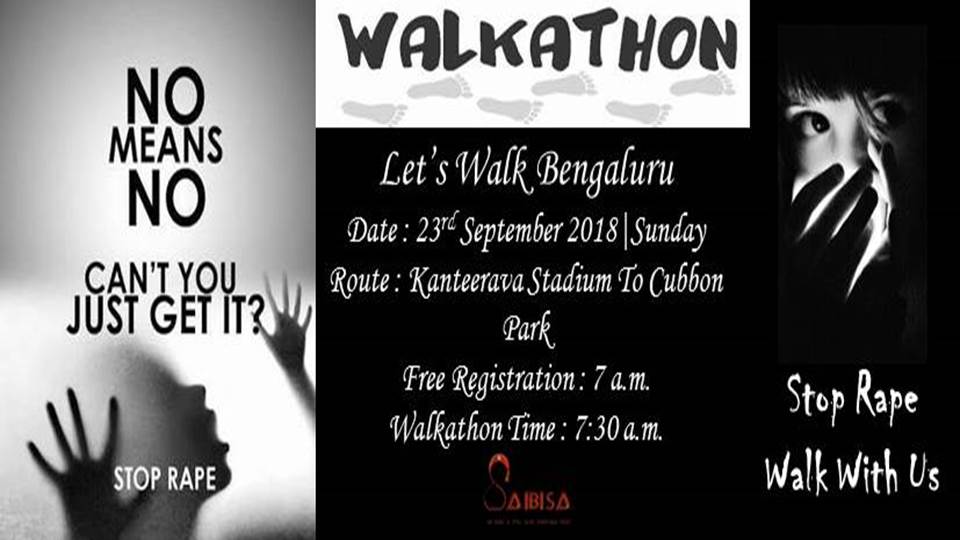 NO
MEANS
NO
CAN'T YOU
JUST GET IT?
STOP RAPE
WALKATHON
Let's Walk Bengaluru
Date : 23rd September 2018|Sunday
Route : Kanteerava Stadium To Cubbon
Park
Free Registration : 7 a.m.
Walkathon Time : 7:30 a.m.
SAIBISA
Stop Rape
Walk With Us